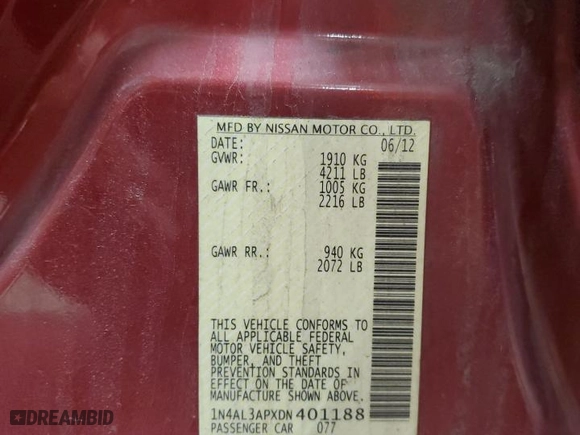 MFD BY NISSAN MOTOR CO., LTD.
DATE: 06/12
GVWR: 1910 KG
4211 LB
GAWR FR.: 1005 KG
2216 LB
GAWR RR.: 940 KG
2072 LB
THIS VEHICLE CONFORMS TO
ALL APPLICABLE FEDERAL
MOTOR VEHICLE SAFETY,
BUMPER, AND THEFT
PREVENTION STANDARDS IN
EFFECT ON THE DATE OF
MANUFACTURE SHOWN ABOVE.
1N4AL3APXDN401188
PASSENGER CAR 077
DREAMBID